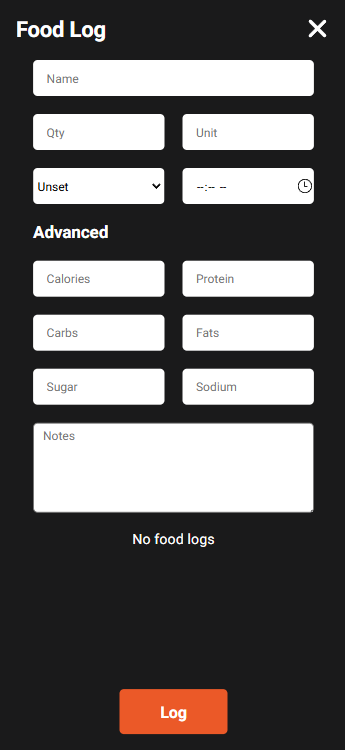 Food Log
Name
Qty Unit
Unset --:-- --
Advanced
Calories Protein
Carbs Fats
Sugar Sodium
Notes
No food logs
Log